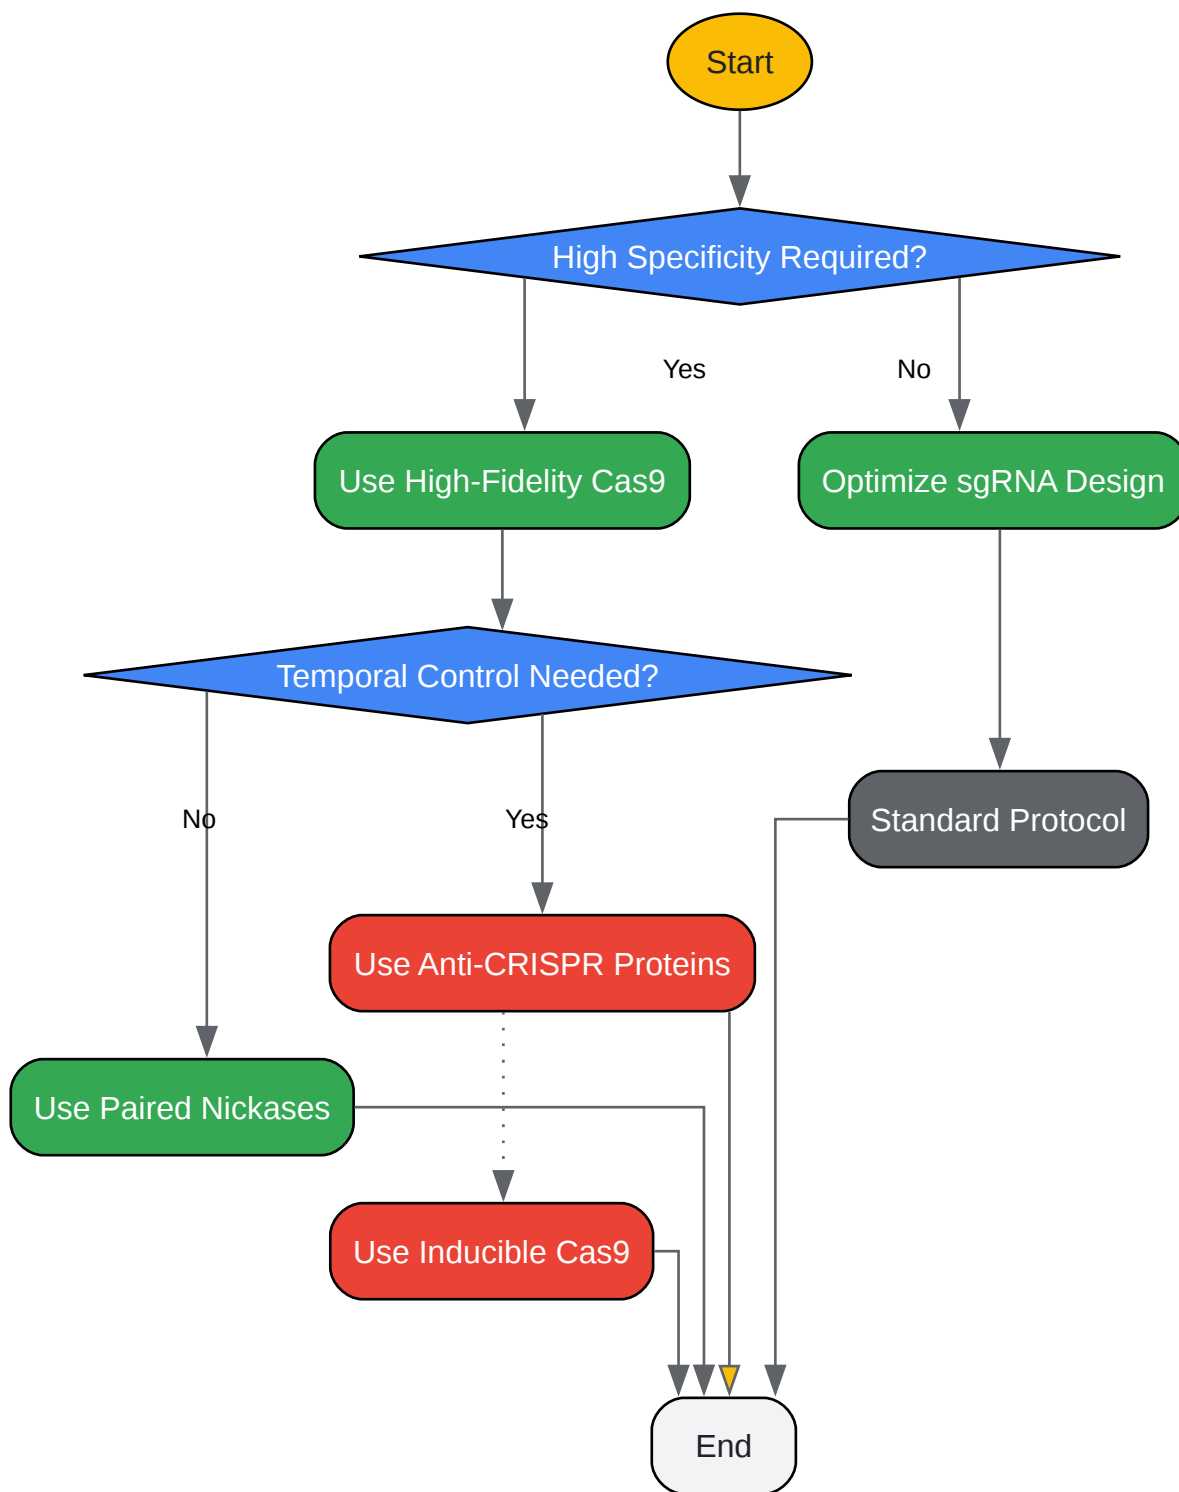 Start
High Specificity Required?
Yes
No
Use High-Fidelity Cas9
Optimize sgRNA Design
Temporal Control Needed?
No
Yes
Standard Protocol
Use Anti-CRISPR Proteins
Use Paired Nickases
Use Inducible Cas9
End